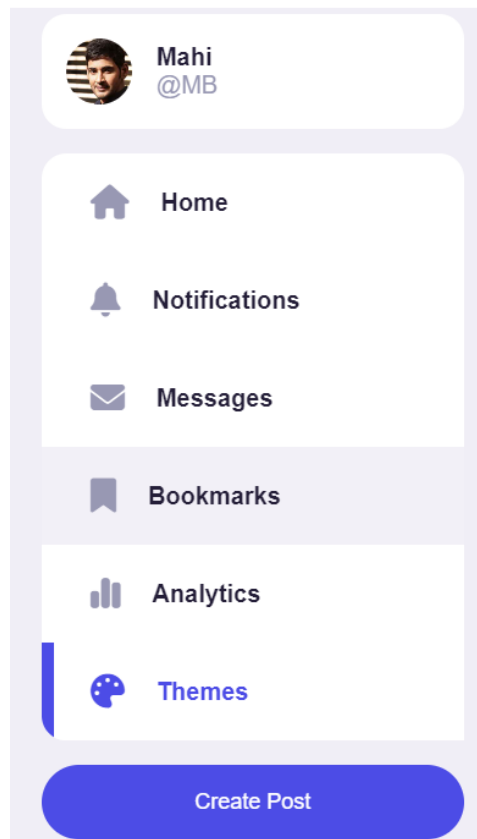 Mahi
@MB
Home
Notifications
Messages
Bookmarks
Analytics
Themes
Create Post